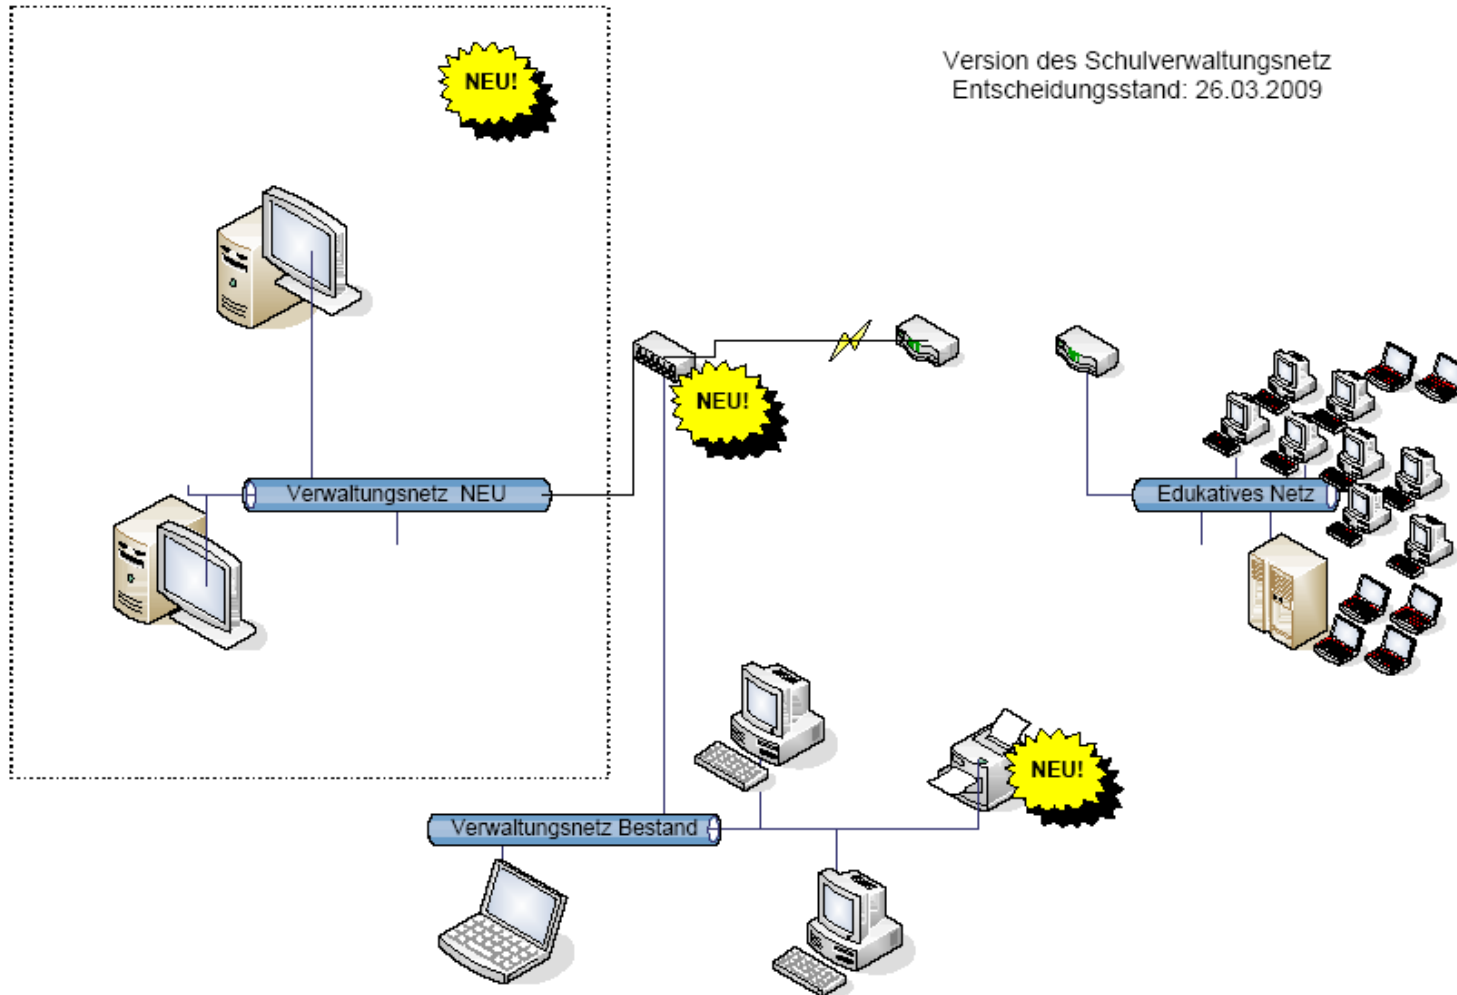 NEU!
Version des Schulverwaltungsnetz
Entscheidungsstand: 26.03.2009
NEU!
Verwaltungsnetz NEU
Edukatives Netz
NEU!
Verwaltungsnetz Bestand